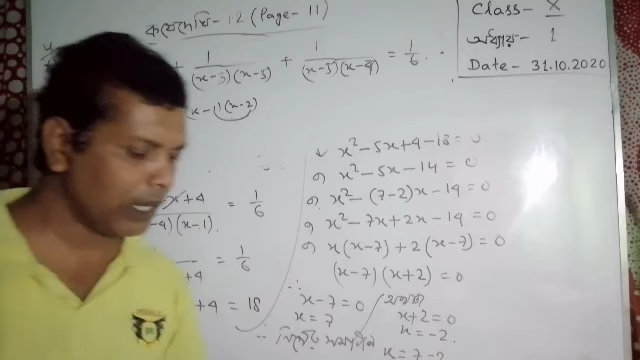 কষে দেখি- 1.2 (Page- 11)
Class- X
অধ্যায়- 1
Date- 31.10.2020
+ 1/((x-3)(x-3)) + 1/((x-3)(x-4)) = 1/6
x-1)(x-2)
x+4/(-4)(x-1) = 1/6
+4 = 1/6
+4 = 18
x² - 5x + 4 - 18 = 0
বা x² - 5x - 14 = 0
বা, x² - (7-2)x - 14 = 0
বা x² - 7x + 2x - 14 = 0
বা x(x-7) + 2(x-7) = 0
(x-7)(x+2) = 0
∴ x-7 = 0
x = 7
অথবা
x+2 = 0
x = -2.
∴ নির্ণেয় সমাধান
x = 7, -2